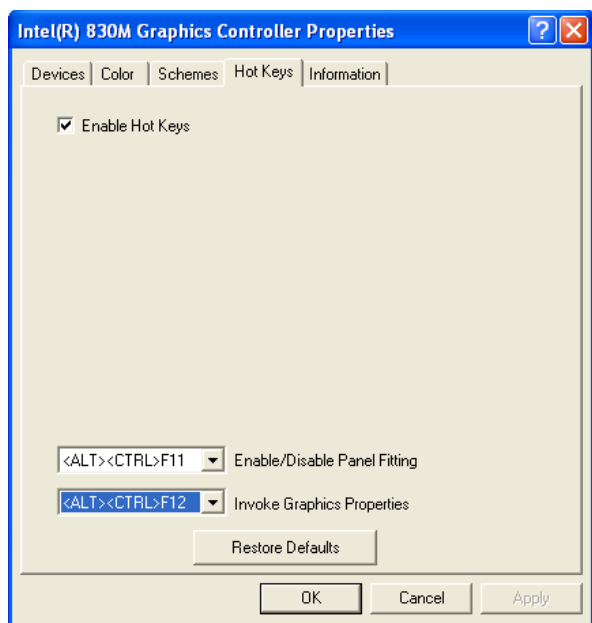 Intel(R) 830M Graphics Controller Properties
Devices Color Schemes Hot Keys Information
Enable Hot Keys
<ALT><CTRL>F11 Enable/Disable Panel Fitting
<ALT><CTRL>F12 Invoke Graphics Properties
Restore Defaults
OK Cancel Apply